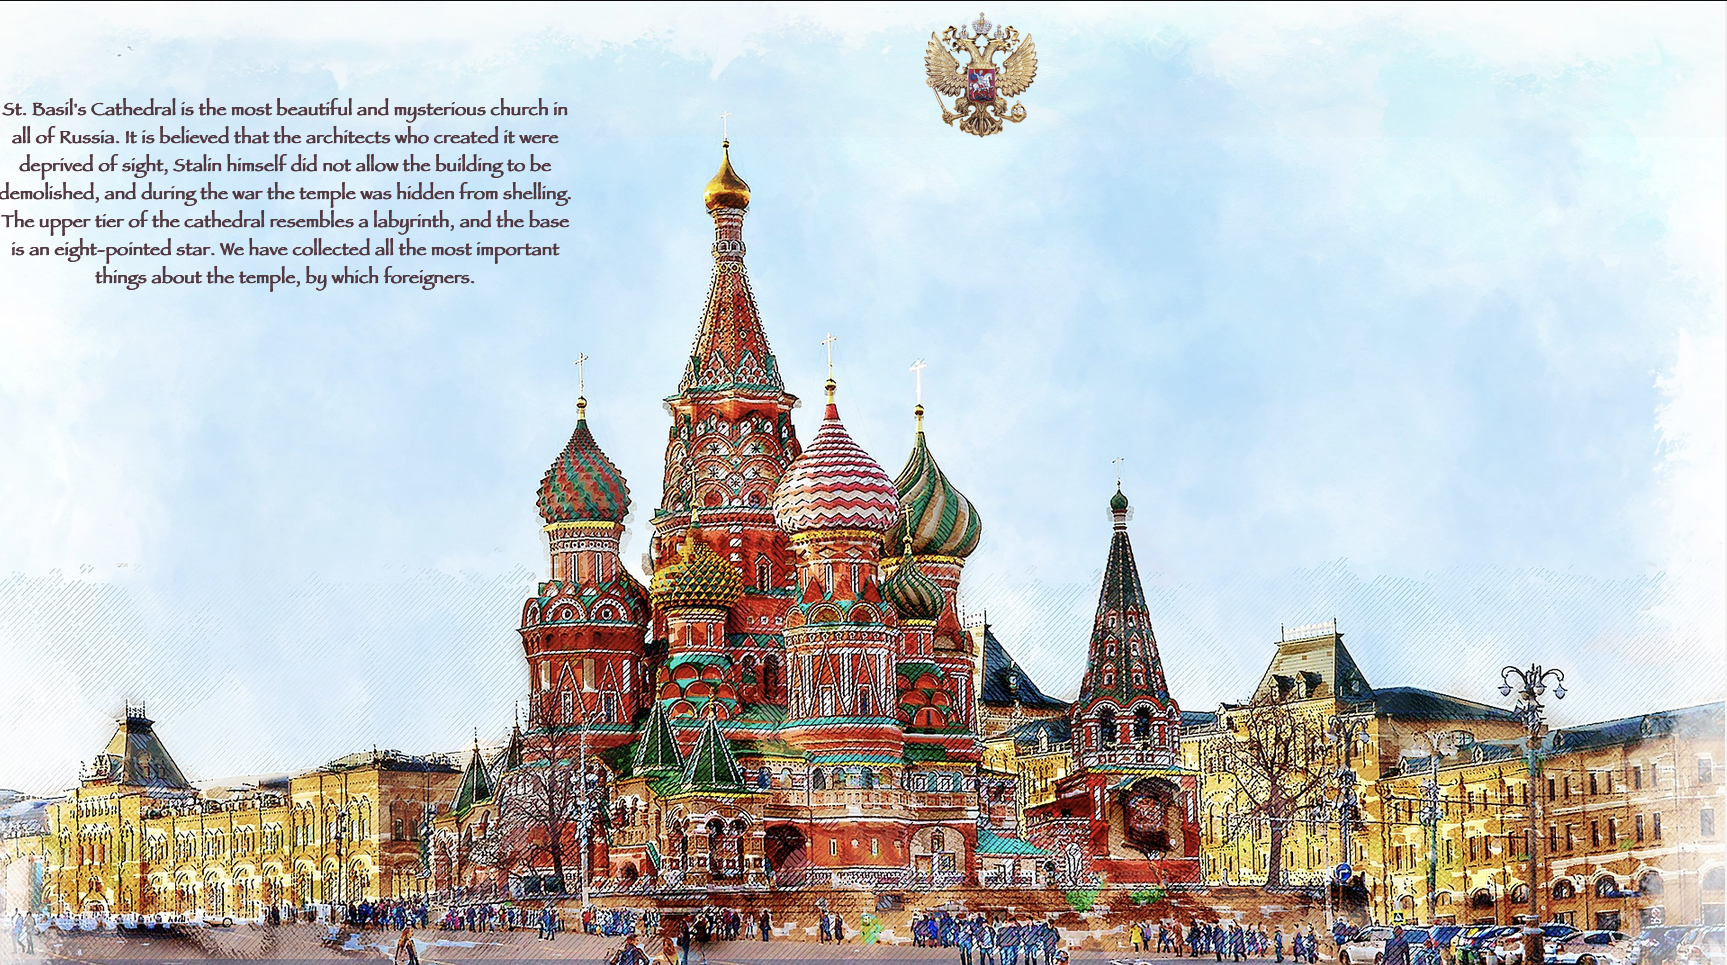 St. Basil's Cathedral is the most beautiful and mysterious church in
all of Russia. It is believed that the architects who created it were
deprived of sight, Stalin himself did not allow the building to be
demolished, and during the war the temple was hidden from shelling.
The upper tier of the cathedral resembles a labyrinth, and the base
is an eight-pointed star. We have collected all the most important
things about the temple, by which foreigners.